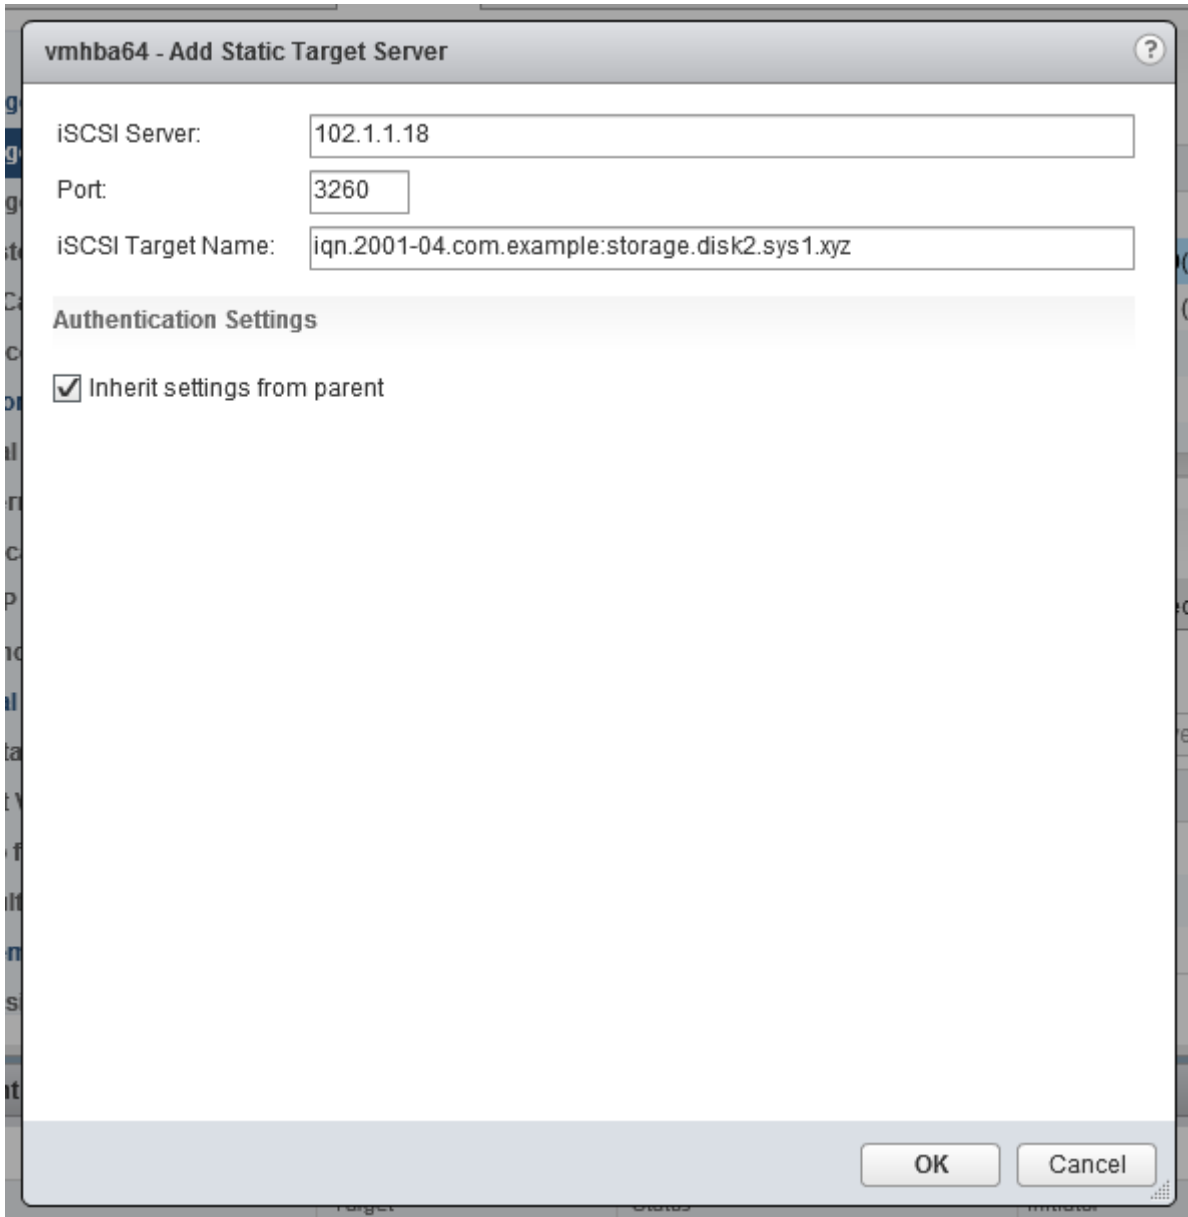 vmhba64 - Add Static Target Server
?
iSCSI Server: 102.1.1.18
Port: 3260
iSCSI Target Name: iqn.2001-04.com.example:storage.disk2.sys1.xyz
Authentication Settings
Inherit settings from parent
OK Cancel